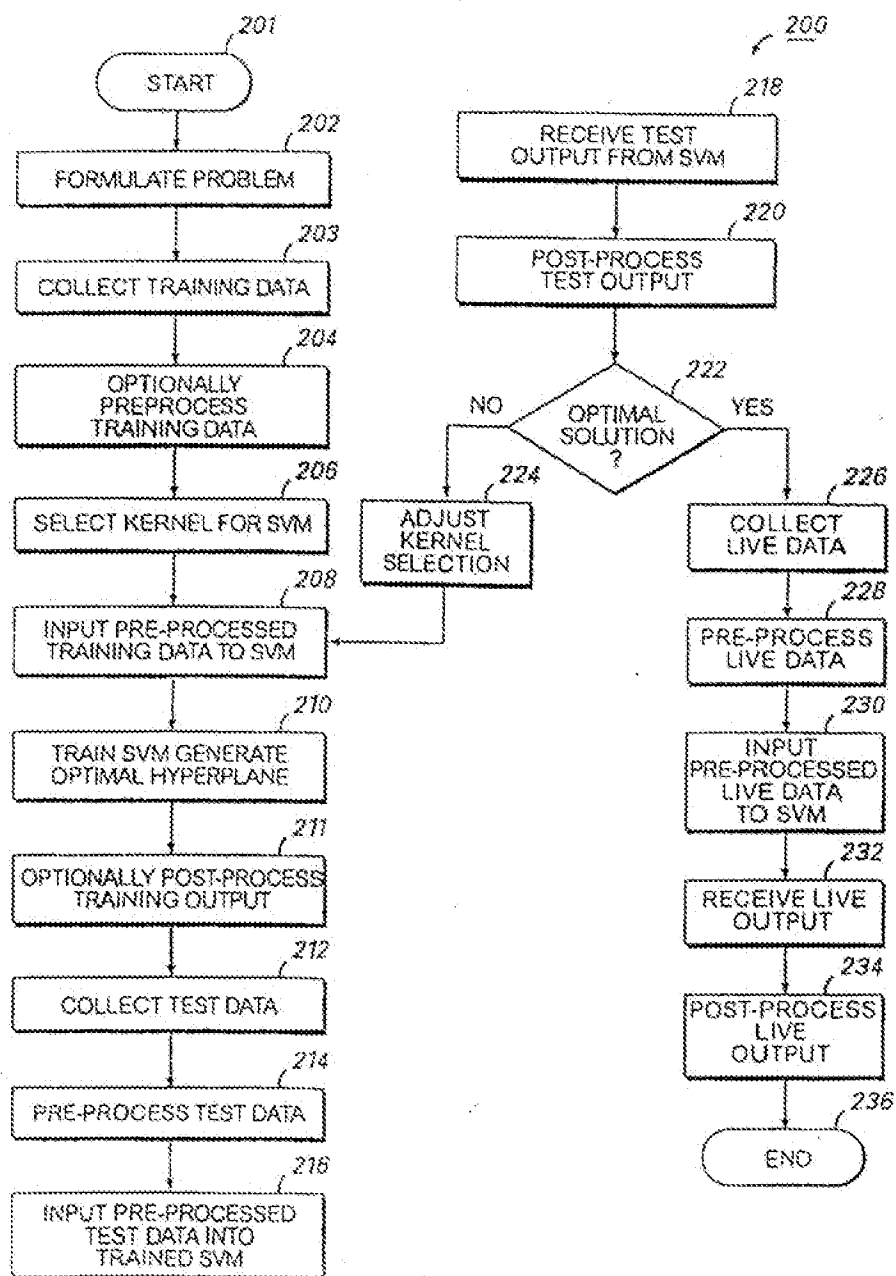 201
START
202
FORMULATE PROBLEM
203
COLLECT TRAINING DATA
204
OPTIONALLY
PREPROCESS
TRAINING DATA
206
SELECT KERNEL FOR SVM
208
INPUT PRE-PROCESSED
TRAINING DATA TO SVM
210
TRAIN SVM GENERATE
OPTIMAL HYPERPLANE
211
OPTIONALLY POST-PROCESS
TRAINING OUTPUT
212
COLLECT TEST DATA
214
PRE-PROCESS TEST DATA
216
INPUT PRE-PROCESSED
TEST DATA INTO
TRAINED SVM
200
218
RECEIVE TEST
OUTPUT FROM SVM
220
POST-PROCESS
TEST OUTPUT
222
OPTIMAL
SOLUTION
?
NO
YES
224
ADJUST
KERNEL
SELECTION
226
COLLECT
LIVE DATA
228
PRE-PROCESS
LIVE DATA
230
INPUT
PRE-PROCESSED
LIVE DATA
TO SVM
232
RECEIVE LIVE
OUTPUT
234
POST-PROCESS
LIVE
OUTPUT
236
END